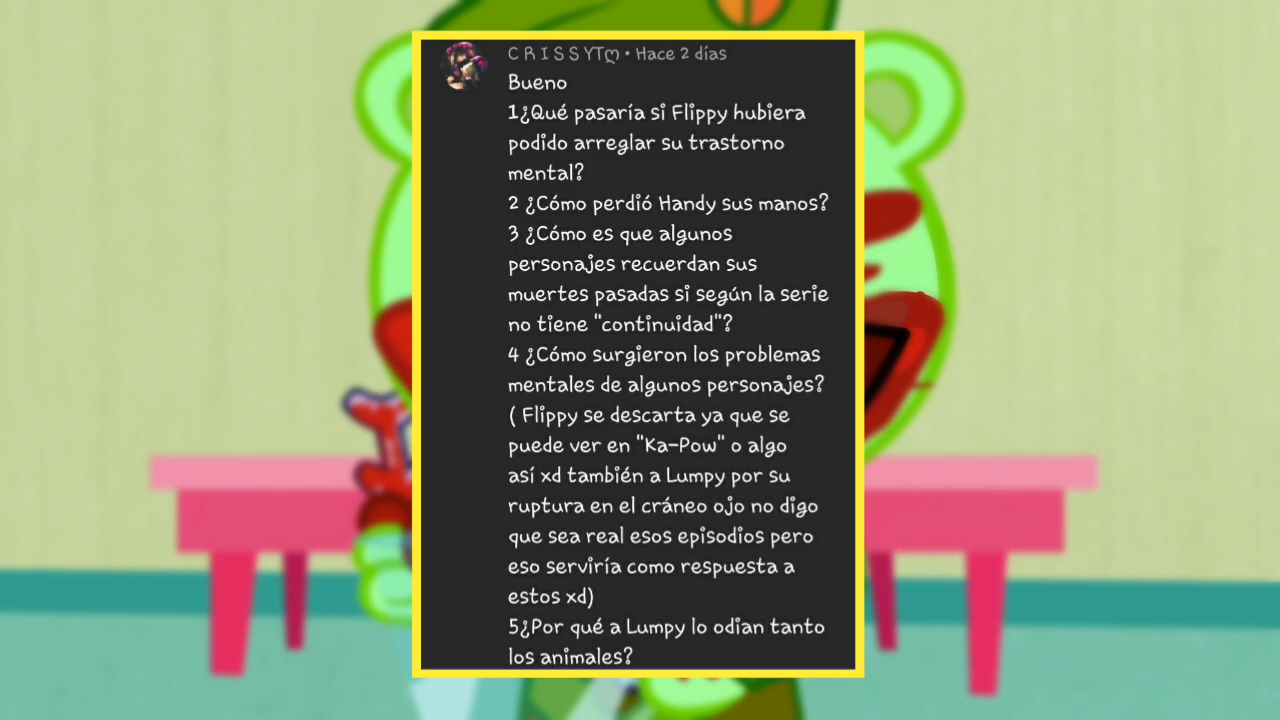 C R I S S YTღ • Hace 2 días
Bueno
1¿Qué pasaría si Flippy hubiera
podido arreglar su trastorno
mental?
2 ¿Cómo perdió Handy sus manos?
3 ¿Cómo es que algunos
personajes recuerdan sus
muertes pasadas si según la serie
no tiene "continuidad"?
4 ¿Cómo surgieron los problemas
mentales de algunos personajes?
( Flippy se descarta ya que se
puede ver en "Ka-Pow" o algo
así xd también a Lumpy por su
ruptura en el cráneo ojo no digo
que sea real esos episodios pero
eso serviría como respuesta a
estos xd)
5¿Por qué a Lumpy lo odian tanto
los animales?